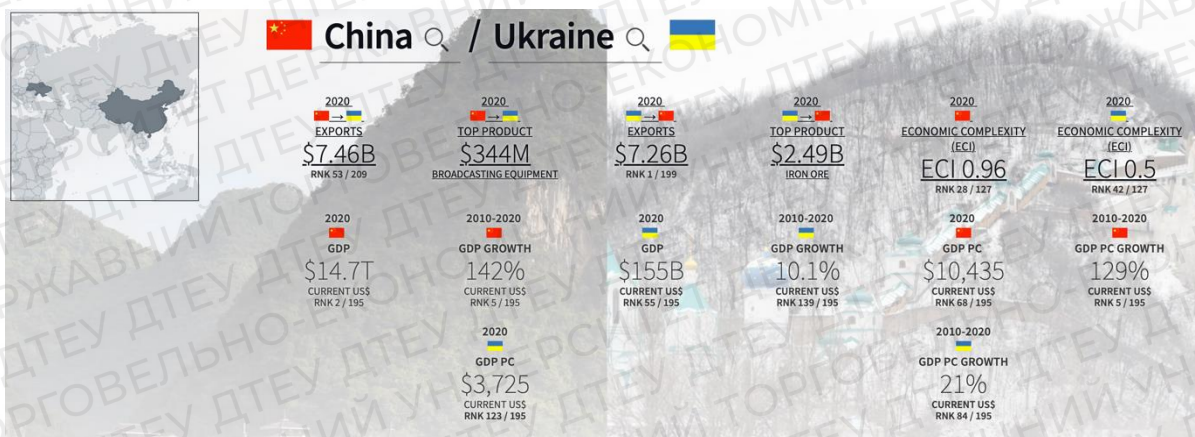 China / Ukraine
2020
→
EXPORTS
$7.46B
RNK 53 / 209
2020
→
TOP PRODUCT
$344M
BROADCASTING EQUIPMENT
2020
→
EXPORTS
$7.26B
RNK 1 / 199
2020
→
TOP PRODUCT
$2.49B
IRON ORE
2020
ECONOMIC COMPLEXITY
(ECI)
ECI 0.96
RNK 28 / 127
2020
ECONOMIC COMPLEXITY
(ECI)
ECI 0.5
RNK 42 / 127
2020
GDP
$14.7T
CURRENT US$
RNK 2 / 195
2010-2020
GDP GROWTH
142%
CURRENT US$
RNK 5 / 195
2020
GDP
$155B
CURRENT US$
RNK 55 / 195
2010-2020
GDP GROWTH
10.1%
CURRENT US$
RNK 139 / 195
2020
GDP PC
$10,435
CURRENT US$
RNK 68 / 195
2010-2020
GDP PC GROWTH
129%
CURRENT US$
RNK 5 / 195
2020
GDP PC
$3,725
CURRENT US$
RNK 123 / 195
2010-2020
GDP PC GROWTH
21%
CURRENT US$
RNK 84 / 195